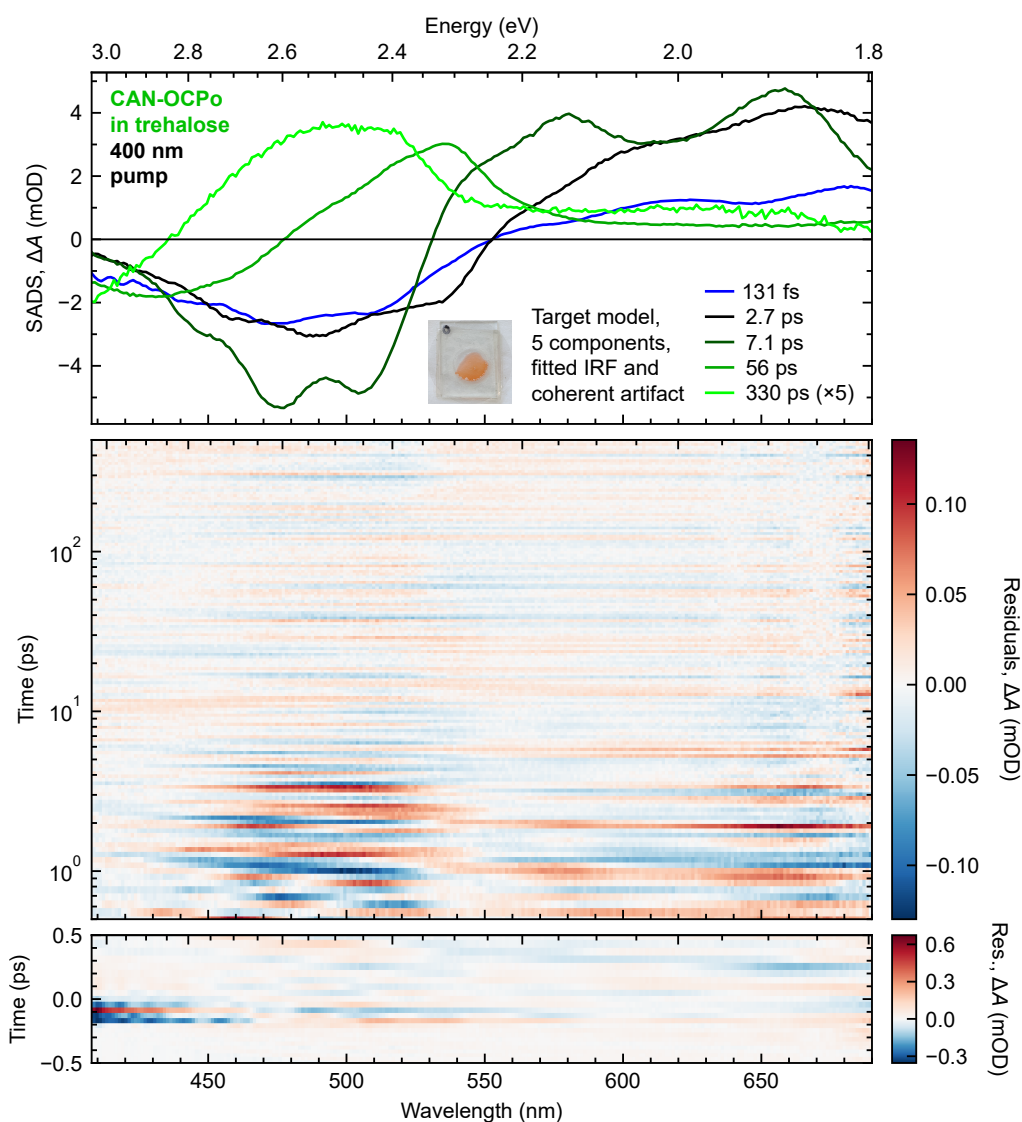 Energy (eV)
3.0 2.8 2.6 2.4 2.2 2.0 1.8
CAN-OCPo
in trehalose
400 nm
pump
SADS, ΔA (mOD)
4
2
0
−2
−4
Target model,
5 components,
fitted IRF and
coherent artifact
131 fs
2.7 ps
7.1 ps
56 ps
330 ps (×5)
Time (ps)
10²
10¹
10⁰
0.10
0.05
0.00
−0.05
−0.10
Residuals, ΔA (mOD)
Time (ps)
0.5
0.0
−0.5
0.6
0.3
0.0
−0.3
Res., ΔA (mOD)
450 500 550 600 650
Wavelength (nm)